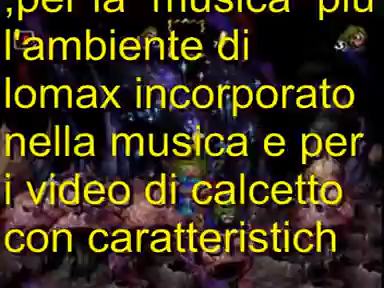 ,per la "musica" più
l'ambiente di
lomax incorporato
nella musica e per
i video di calcetto
con caratteristich